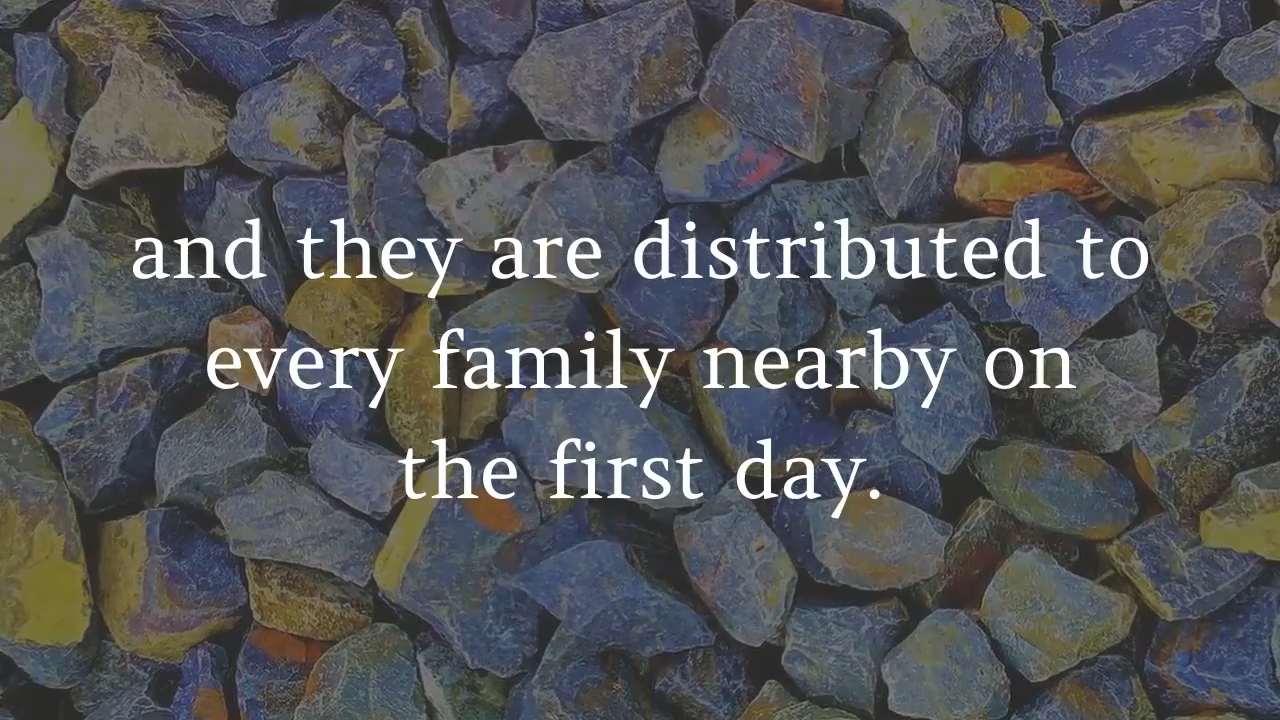 and they are distributed to
every family nearby on
the first day.